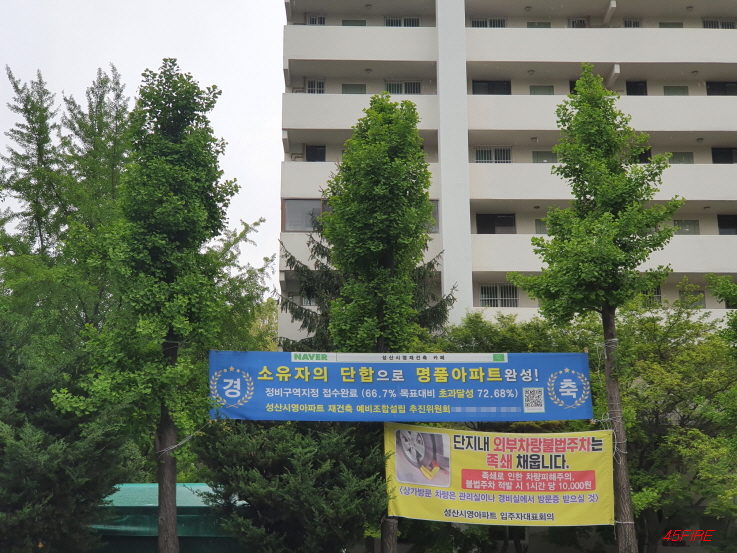 NAVER 성산시영재건축 카페
경 소유자의 단합으로 명품아파트완성! 축
정비구역지정 접수완료 (66.7% 목표대비 초과달성 72.68%)
성산시영아파트 재건축 예비조합설립 추진위원회
단지내 외부차량불법주차는
족쇄 채웁니다.
족쇄로 인한 차량피해주의,
불법주차 적발 시 1시간 당 10,000원
<상가방문 차량은 관리실이나 경비실에서 방문증 받으실 것>
성산시영아파트 입주자대표회의
45FIRE